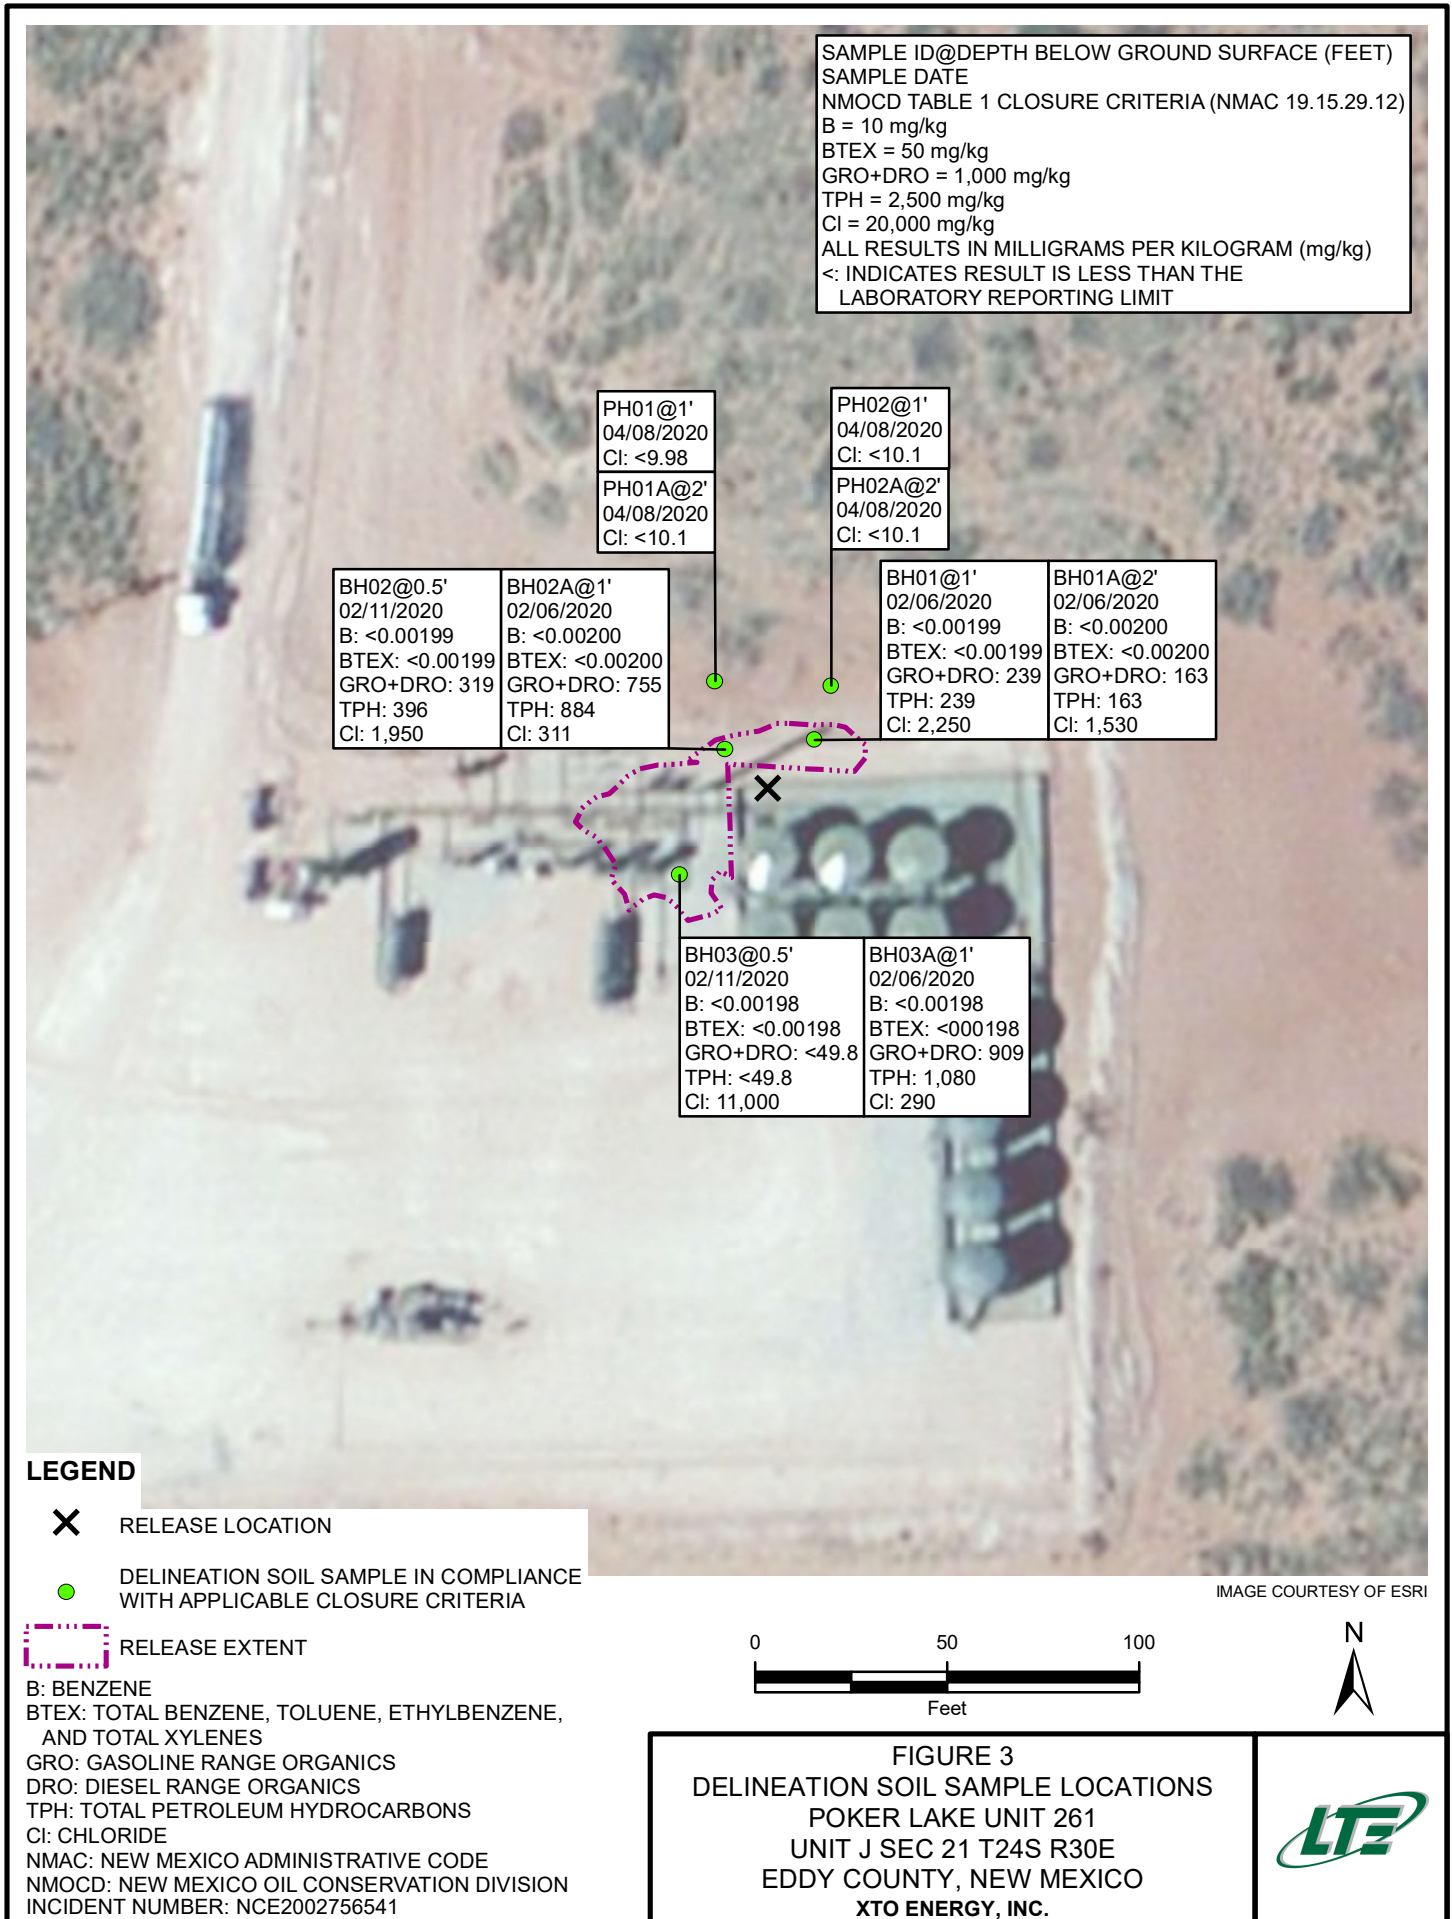 SAMPLE ID@DEPTH BELOW GROUND SURFACE (FEET)
SAMPLE DATE
NMOCD TABLE 1 CLOSURE CRITERIA (NMAC 19.15.29.12)
B = 10 mg/kg
BTEX = 50 mg/kg
GRO+DRO = 1,000 mg/kg
TPH = 2,500 mg/kg
Cl = 20,000 mg/kg
ALL RESULTS IN MILLIGRAMS PER KILOGRAM (mg/kg)
<: INDICATES RESULT IS LESS THAN THE
LABORATORY REPORTING LIMIT
PH01@1'
04/08/2020
Cl: <9.98
PH01A@2'
04/08/2020
Cl: <10.1
PH02@1'
04/08/2020
Cl: <10.1
PH02A@2'
04/08/2020
Cl: <10.1
BH02@0.5'
02/11/2020
B: <0.00199
BTEX: <0.00199
GRO+DRO: 319
TPH: 396
Cl: 1,950
BH02A@1'
02/06/2020
B: <0.00200
BTEX: <0.00200
GRO+DRO: 755
TPH: 884
Cl: 311
BH01@1'
02/06/2020
B: <0.00199
BTEX: <0.00199
GRO+DRO: 239
TPH: 239
Cl: 2,250
BH01A@2'
02/06/2020
B: <0.00200
BTEX: <0.00200
GRO+DRO: 163
TPH: 163
Cl: 1,530
BH03@0.5'
02/11/2020
B: <0.00198
BTEX: <0.00198
GRO+DRO: <49.8
TPH: <49.8
Cl: 11,000
BH03A@1'
02/06/2020
B: <0.00198
BTEX: <000198
GRO+DRO: 909
TPH: 1,080
Cl: 290
LEGEND
RELEASE LOCATION
DELINEATION SOIL SAMPLE IN COMPLIANCE
WITH APPLICABLE CLOSURE CRITERIA
RELEASE EXTENT
B: BENZENE
BTEX: TOTAL BENZENE, TOLUENE, ETHYLBENZENE,
AND TOTAL XYLENES
GRO: GASOLINE RANGE ORGANICS
DRO: DIESEL RANGE ORGANICS
TPH: TOTAL PETROLEUM HYDROCARBONS
Cl: CHLORIDE
NMAC: NEW MEXICO ADMINISTRATIVE CODE
NMOCD: NEW MEXICO OIL CONSERVATION DIVISION
INCIDENT NUMBER: NCE2002756541
IMAGE COURTESY OF ESRI
0 50 100
Feet
N
FIGURE 3
DELINEATION SOIL SAMPLE LOCATIONS
POKER LAKE UNIT 261
UNIT J SEC 21 T24S R30E
EDDY COUNTY, NEW MEXICO
XTO ENERGY, INC.
LTE